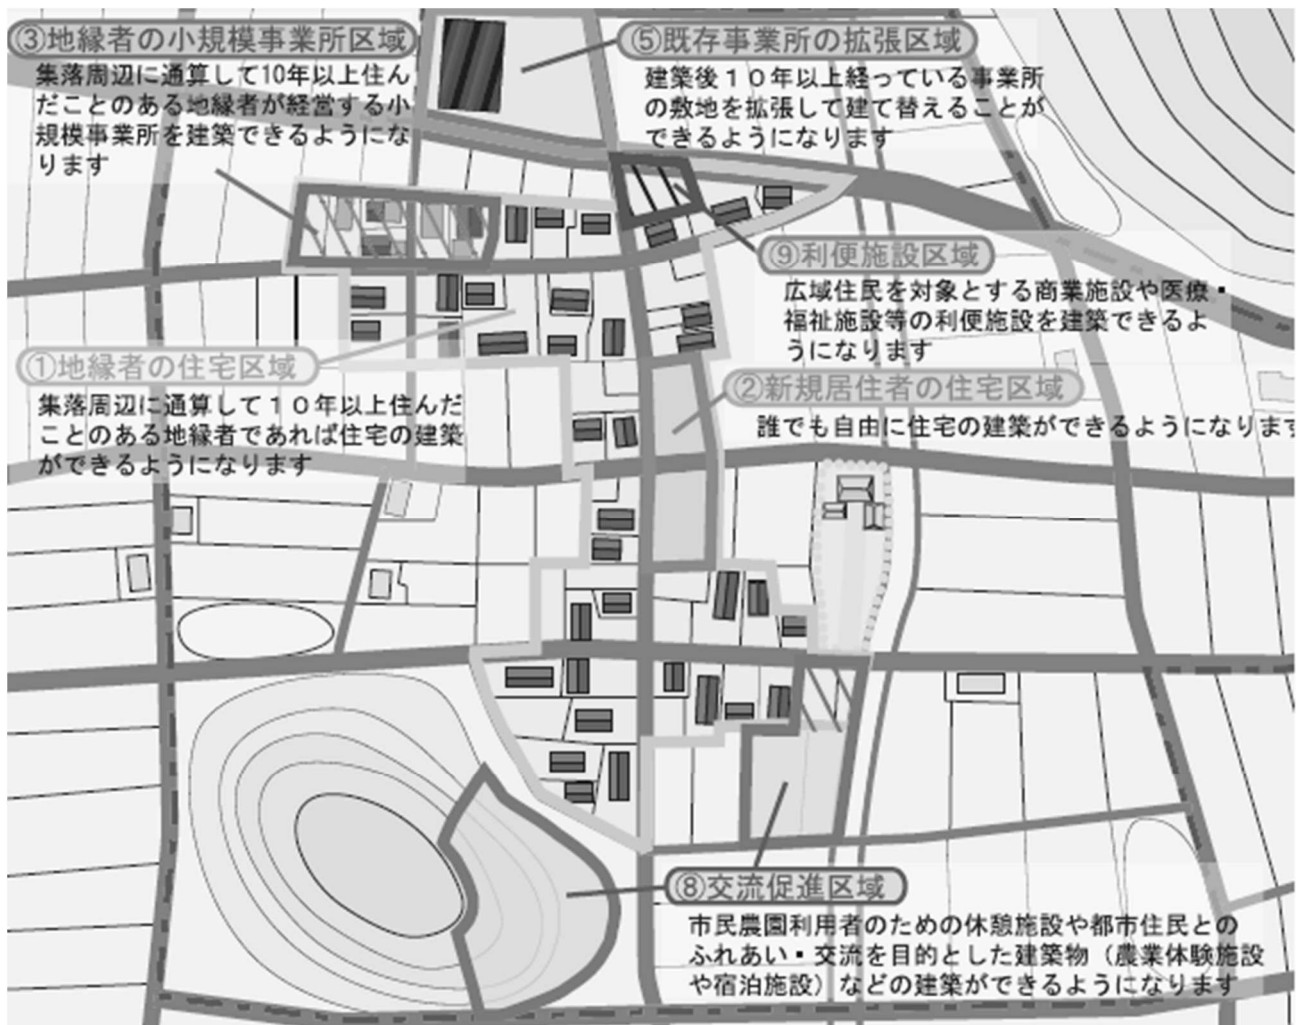 ③地縁者の小規模事業所区域
集落周辺に通算して10年以上住ん
だことのある地縁者が経営する小
規模事業所を建築できるようにな
ります
⑤既存事業所の拡張区域
建築後１０年以上経っている事業所
の敷地を拡張して建て替えることが
できるようになります
⑨利便施設区域
広域住民を対象とする商業施設や医療・
福祉施設等の利便施設を建築できるよ
うになります
①地縁者の住宅区域
集落周辺に通算して１０年以上住んだ
ことのある地縁者であれば住宅の建築
ができるようになります
②新規居住者の住宅区域
誰でも自由に住宅の建築ができるようになります
⑧交流促進区域
市民農園利用者のための休憩施設や都市住民との
ふれあい・交流を目的とした建築物（農業体験施設
や宿泊施設）などの建築ができるようになります